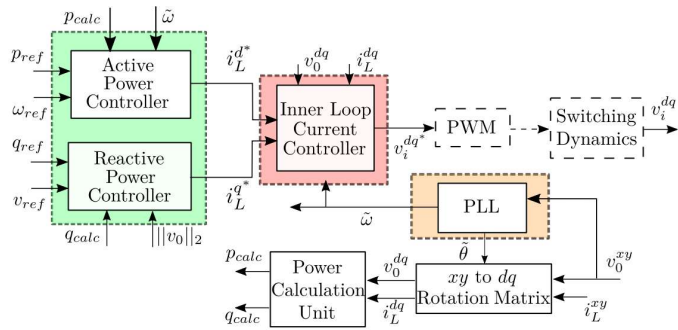 p_calc
ω̃
v_0^dq
i_L^dq
p_ref
ω_ref
Active
Power
Controller
i_L^d*
Inner Loop
Current
Controller
v_i^dq*
PWM
Switching
Dynamics
v_i^dq
q_ref
v_ref
Reactive
Power
Controller
i_L^q*
q_calc
|||v_0||_2
ω̃
PLL
θ̃
p_calc
q_calc
Power
Calculation
Unit
v_0^dq
i_L^dq
xy to dq
Rotation Matrix
v_0^xy
i_L^xy